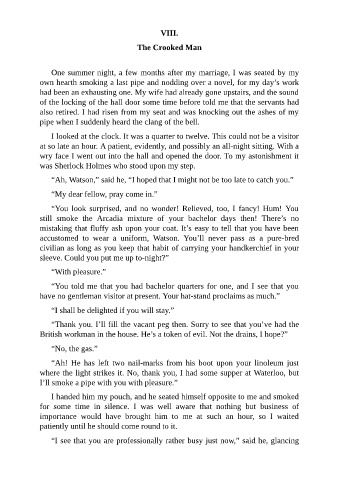 VIII.
The Crooked Man
One summer night, a few months after my marriage, I was seated by my
own hearth smoking a last pipe and nodding over a novel, for my day’s work
had been an exhausting one. My wife had already gone upstairs, and the sound
of the locking of the hall door some time before told me that the servants had
also retired. I had risen from my seat and was knocking out the ashes of my
pipe when I suddenly heard the clang of the bell.
I looked at the clock. It was a quarter to twelve. This could not be a visitor
at so late an hour. A patient, evidently, and possibly an all-night sitting. With a
wry face I went out into the hall and opened the door. To my astonishment it
was Sherlock Holmes who stood upon my step.
“Ah, Watson,” said he, “I hoped that I might not be too late to catch you.”
“My dear fellow, pray come in.”
“You look surprised, and no wonder! Relieved, too, I fancy! Hum! You
still smoke the Arcadia mixture of your bachelor days then! There’s no
mistaking that fluffy ash upon your coat. It’s easy to tell that you have been
accustomed to wear a uniform, Watson. You’ll never pass as a pure-bred
civilian as long as you keep that habit of carrying your handkerchief in your
sleeve. Could you put me up to-night?”
“With pleasure.”
“You told me that you had bachelor quarters for one, and I see that you
have no gentleman visitor at present. Your hat-stand proclaims as much.”
“I shall be delighted if you will stay.”
“Thank you. I’ll fill the vacant peg then. Sorry to see that you’ve had the
British workman in the house. He’s a token of evil. Not the drains, I hope?”
“No, the gas.”
“Ah! He has left two nail-marks from his boot upon your linoleum just
where the light strikes it. No, thank you, I had some supper at Waterloo, but
I’ll smoke a pipe with you with pleasure.”
I handed him my pouch, and he seated himself opposite to me and smoked
for some time in silence. I was well aware that nothing but business of
importance would have brought him to me at such an hour, so I waited
patiently until he should come round to it.
“I see that you are professionally rather busy just now,” said he, glancing